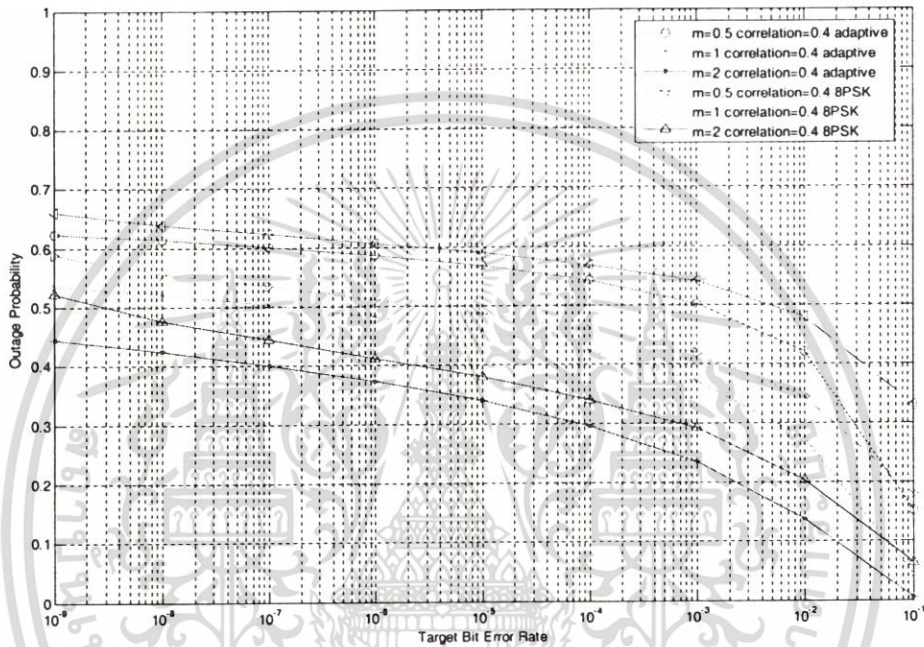 m=0.5 correlation=0.4 adaptive
m=1 correlation=0.4 adaptive
m=2 correlation=0.4 adaptive
m=0.5 correlation=0.4 8PSK
m=1 correlation=0.4 8PSK
m=2 correlation=0.4 8PSK
Outage Probability
1
0.9
0.8
0.7
0.6
0.5
0.4
0.3
0.2
0.1
0
10^-9 10^-8 10^-7 10^-6 10^-5 10^-4 10^-3 10^-2 10^-1
Target Bit Error Rate